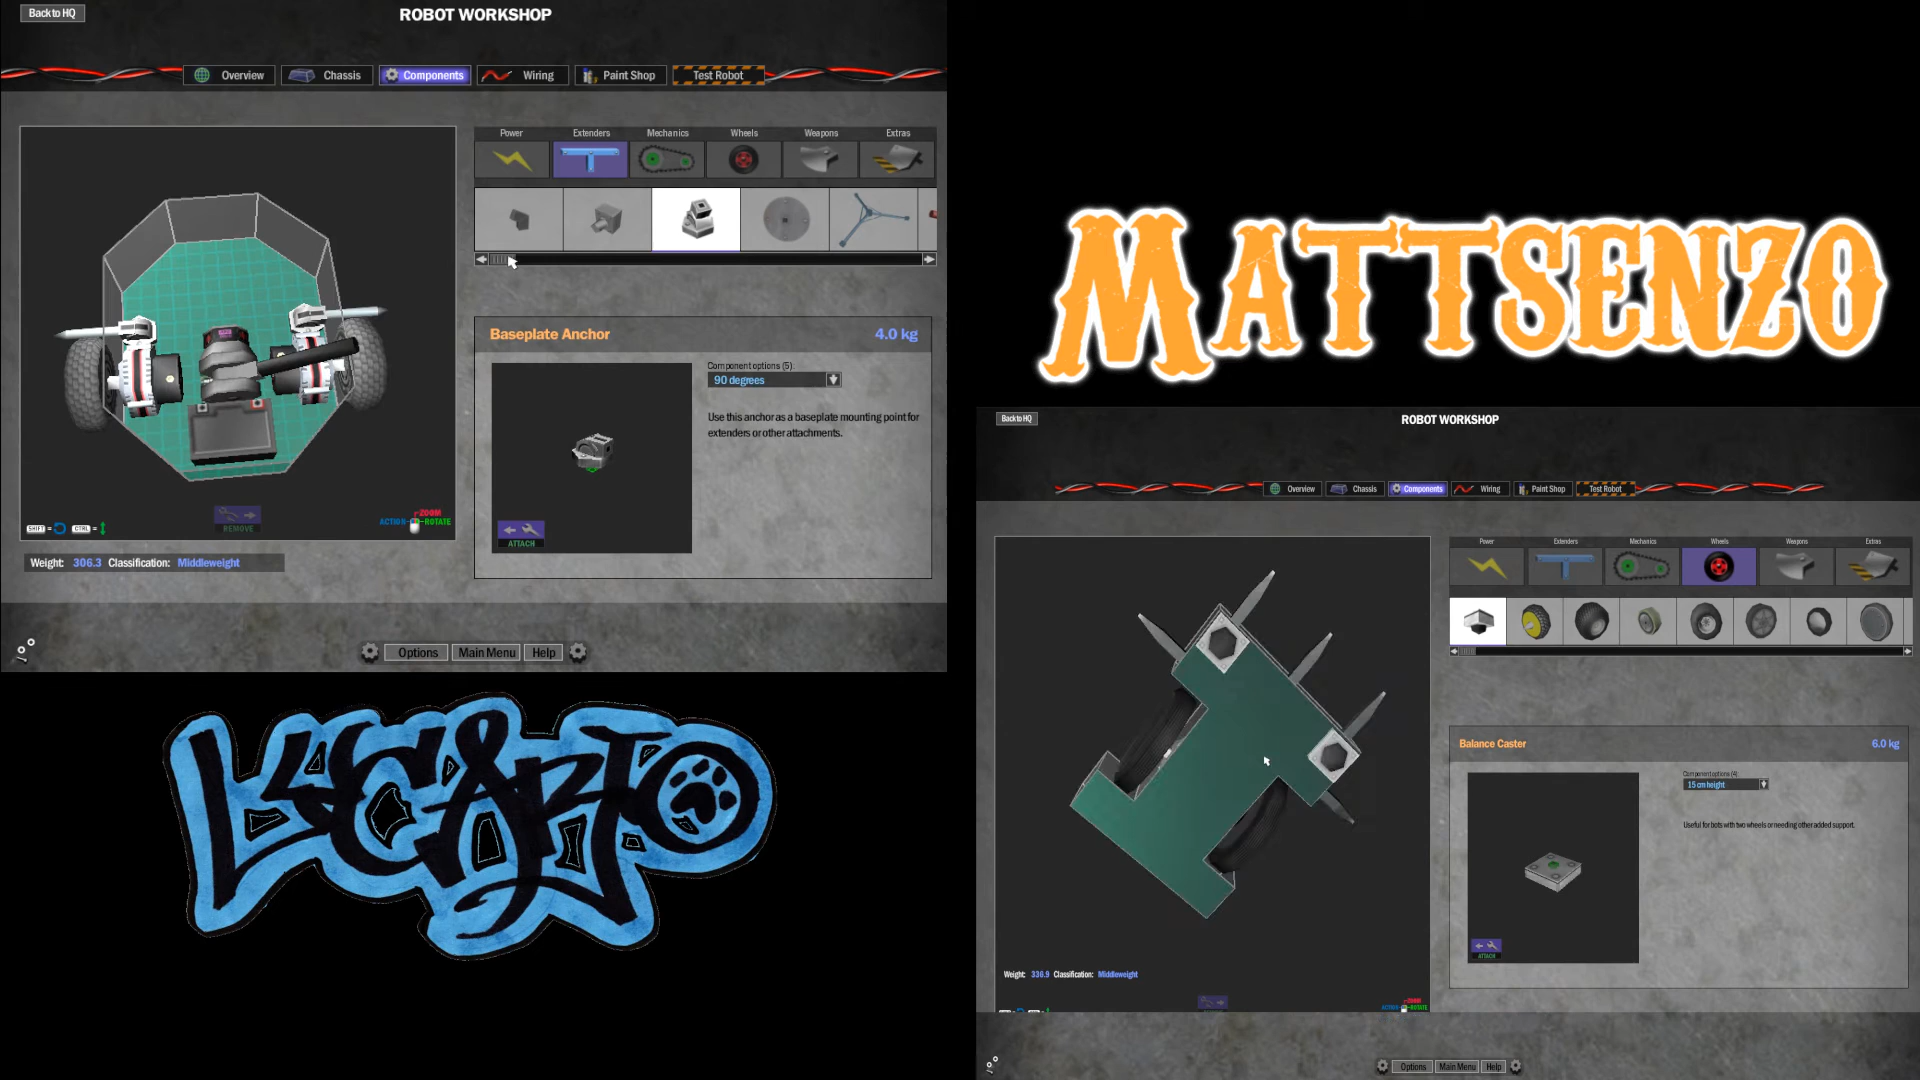 Back to HQ
ROBOT WORKSHOP
Overview
Chassis
Components
Wiring
Paint Shop
Test Robot
Power
Extenders
Mechanics
Wheels
Weapons
Extras
Baseplate Anchor
4.0 kg
Component options (5)
90 degrees
Use this anchor as a baseplate mounting point for
extenders or other attachments.
ATTACH
SHIFT =
CTRL =
REMOVE
ZOOM
ACTION
ROTATE
Weight: 306.3 Classification: Middleweight
Options
Main Menu
Help
MATTSENZO
Back to HQ
ROBOT WORKSHOP
Overview
Chassis
Components
Wiring
Paint Shop
Test Robot
Power
Extenders
Mechanics
Wheels
Weapons
Extras
Balance Caster
6.0 kg
Component options (4)
15 cm height
Useful for bots with two wheels or needing other added support.
ATTACH
Weight: 336.9 Classification: Middleweight
ZOOM
ACTION
ROTATE
Options
Main Menu
Help